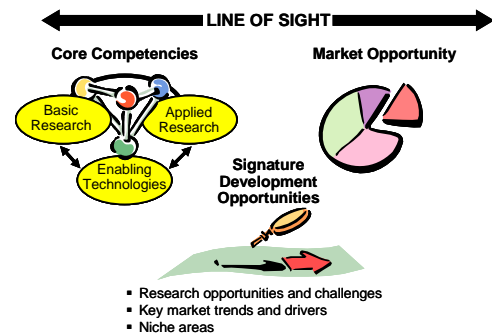 LINE OF SIGHT
Core Competencies
Market Opportunity
Basic
Research
Applied
Research
Enabling
Technologies
Signature
Development
Opportunities
▪ Research opportunities and challenges
▪ Key market trends and drivers
▪ Niche areas